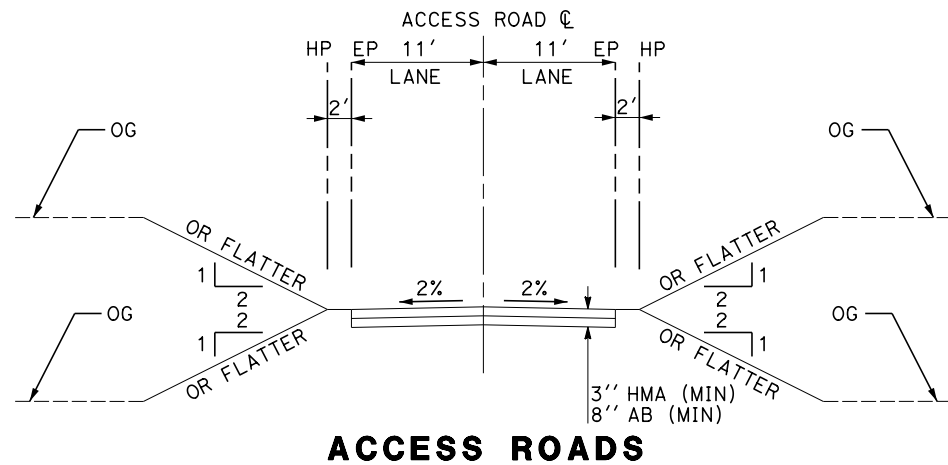 ACCESS ROAD ℄
HP EP 11' 11' EP HP
LANE LANE
2' 2'
OG OG
OR FLATTER OR FLATTER
1 1
2 2
2% 2%
OG OG
2 2
1 1
OR FLATTER OR FLATTER
3'' HMA (MIN)
8'' AB (MIN)
ACCESS ROADS